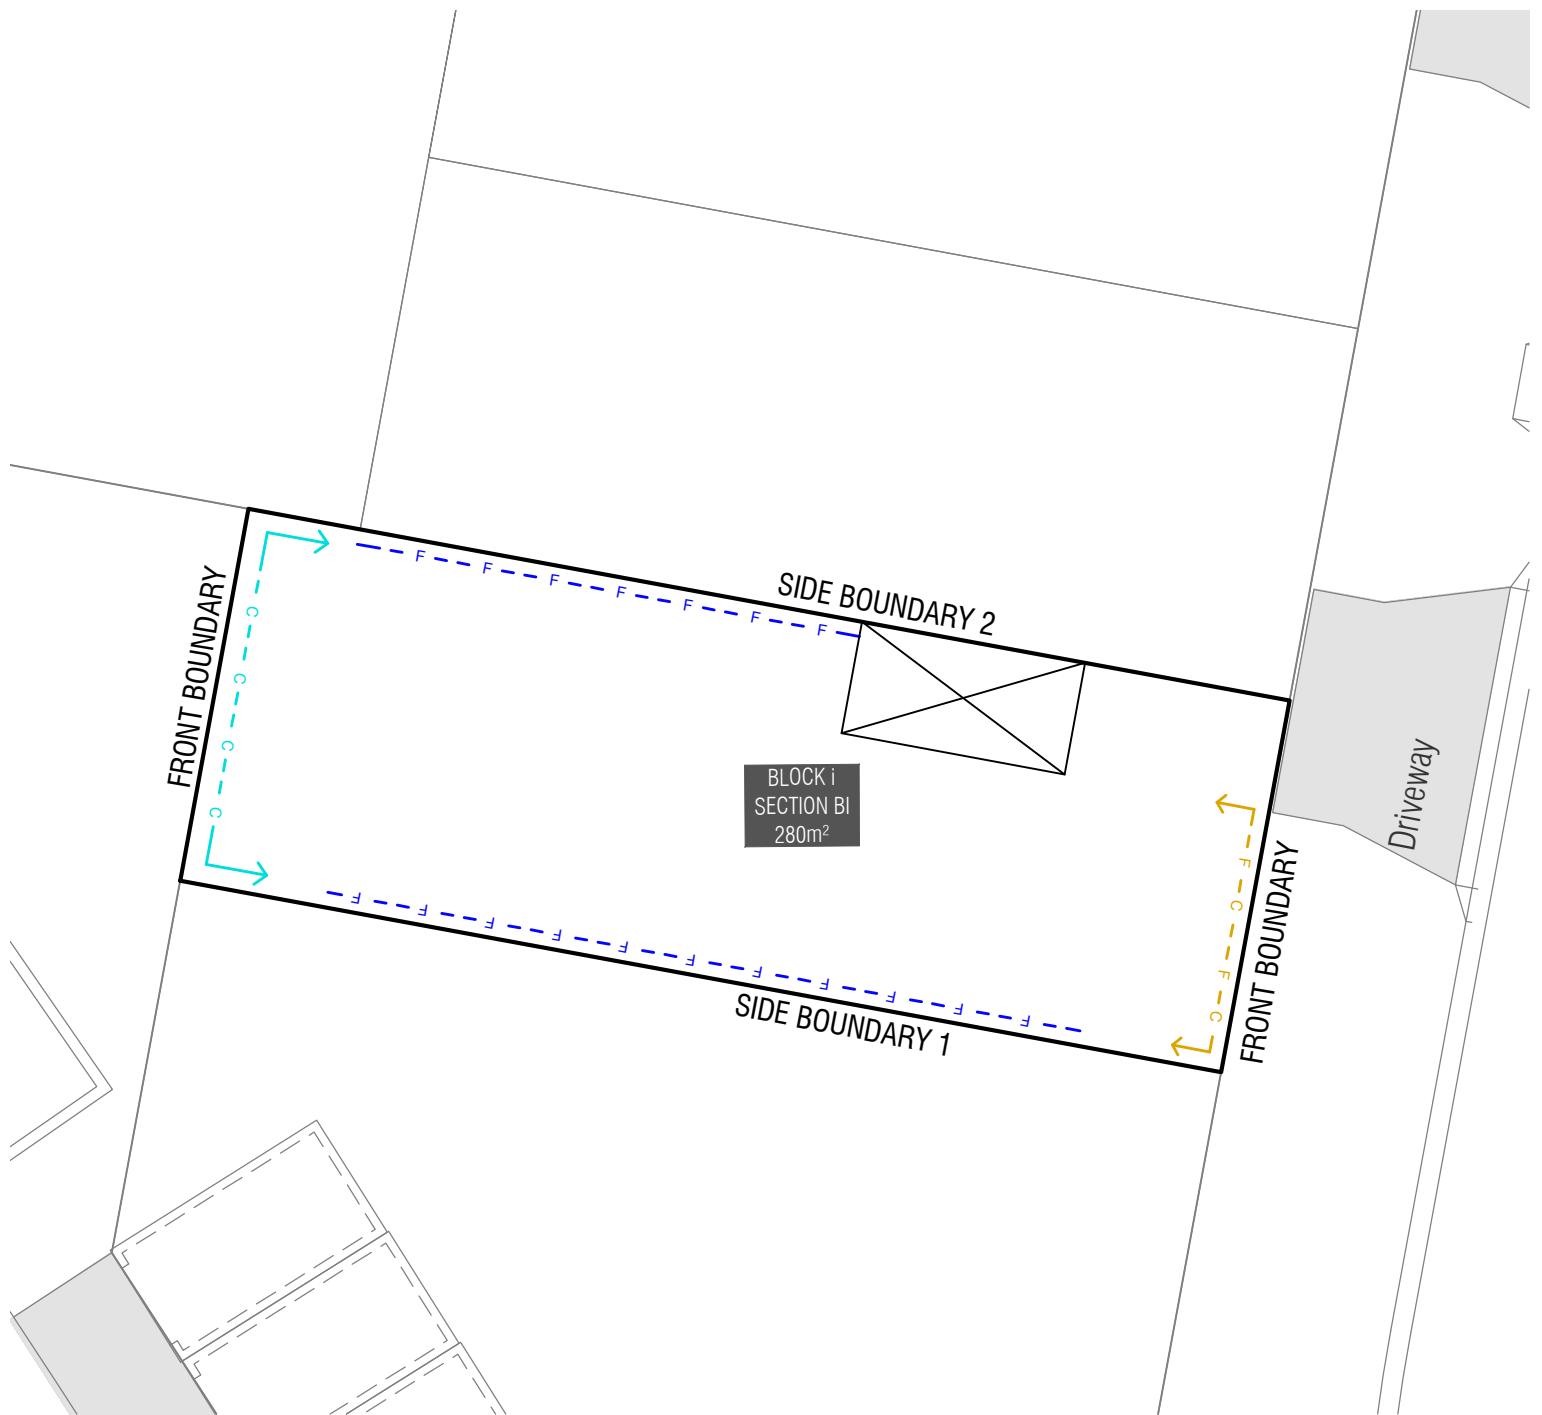 F F F F F F F
SIDE BOUNDARY 2
FRONT BOUNDARY
C
C
C
C
BLOCK i
SECTION BI
280m²
Driveway
F
C
F
C
FRONT BOUNDARY
F F F F F F F F F F F
SIDE BOUNDARY 1